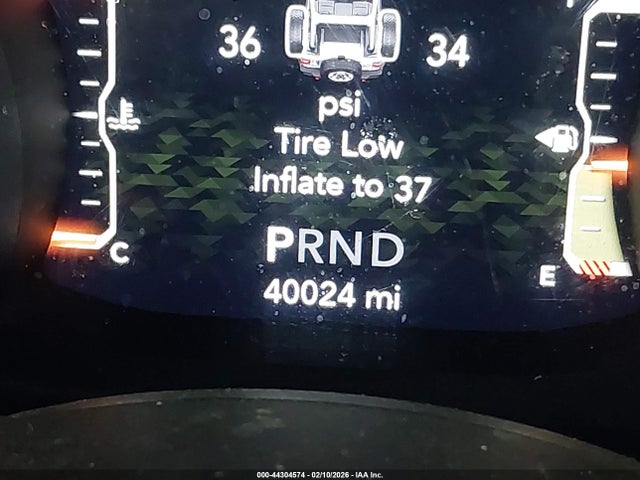 36 34
psi
Tire Low
Inflate to 37
PRND
C
E
40024 mi
000-44304574 - 02/10/2026 - IAA Inc.